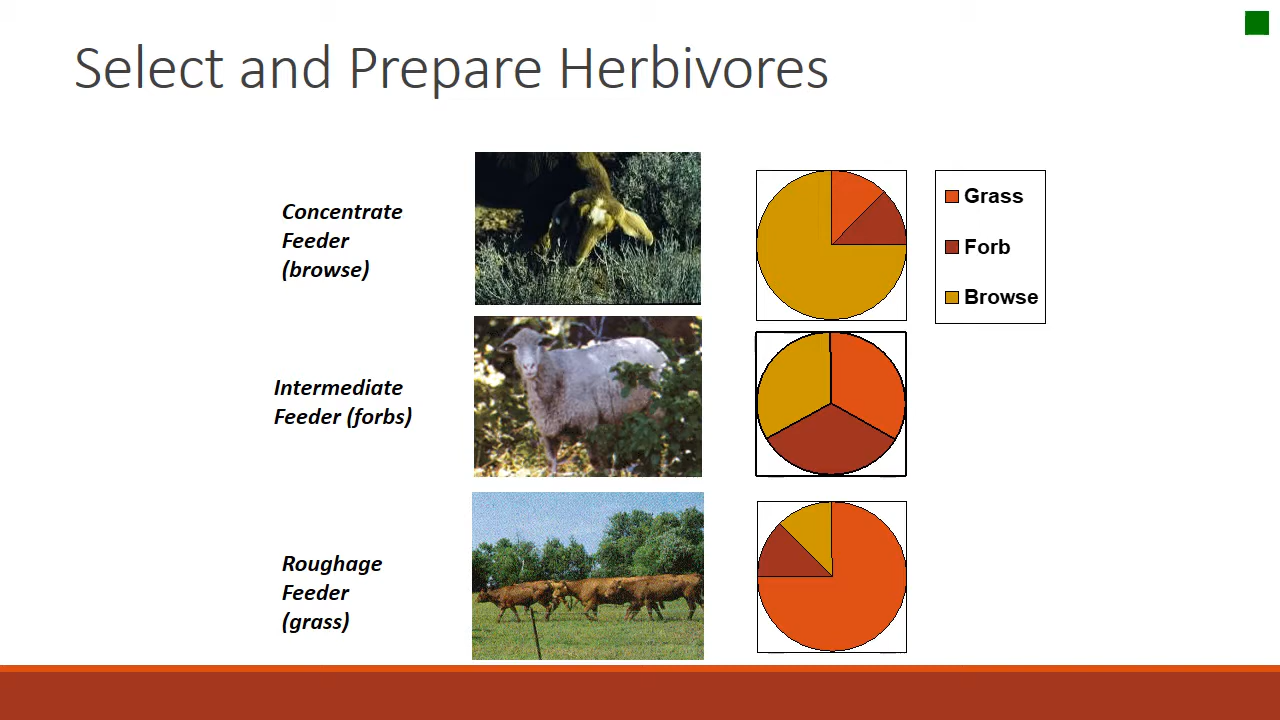 Select and Prepare Herbivores
Concentrate
Feeder
(browse)
Grass
Forb
Browse
Intermediate
Feeder (forbs)
Roughage
Feeder
(grass)